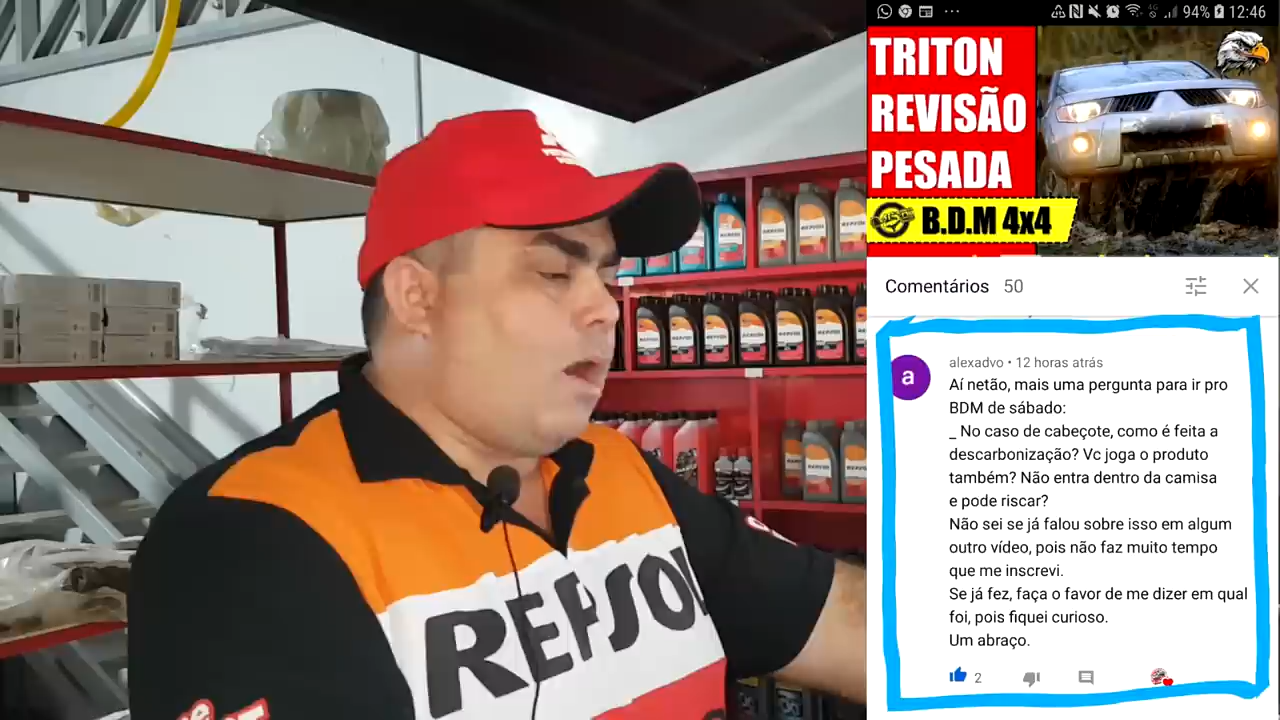 94% 12:46
TRITON
REVISÃO
PESADA
B.D.M 4x4
Comentários 50
a
alexadvo • 12 horas atrás
Aí netão, mais uma pergunta para ir pro
BDM de sábado:
_ No caso de cabeçote, como é feita a
descarbonização? Vc joga o produto
também? Não entra dentro da camisa
e pode riscar?
Não sei se já falou sobre isso em algum
outro vídeo, pois não faz muito tempo
que me inscrevi.
Se já fez, faça o favor de me dizer em qual
foi, pois fiquei curioso.
Um abraço.
2
REPSOL
REPSOL
REPSOL
REPSOL
REPSOL